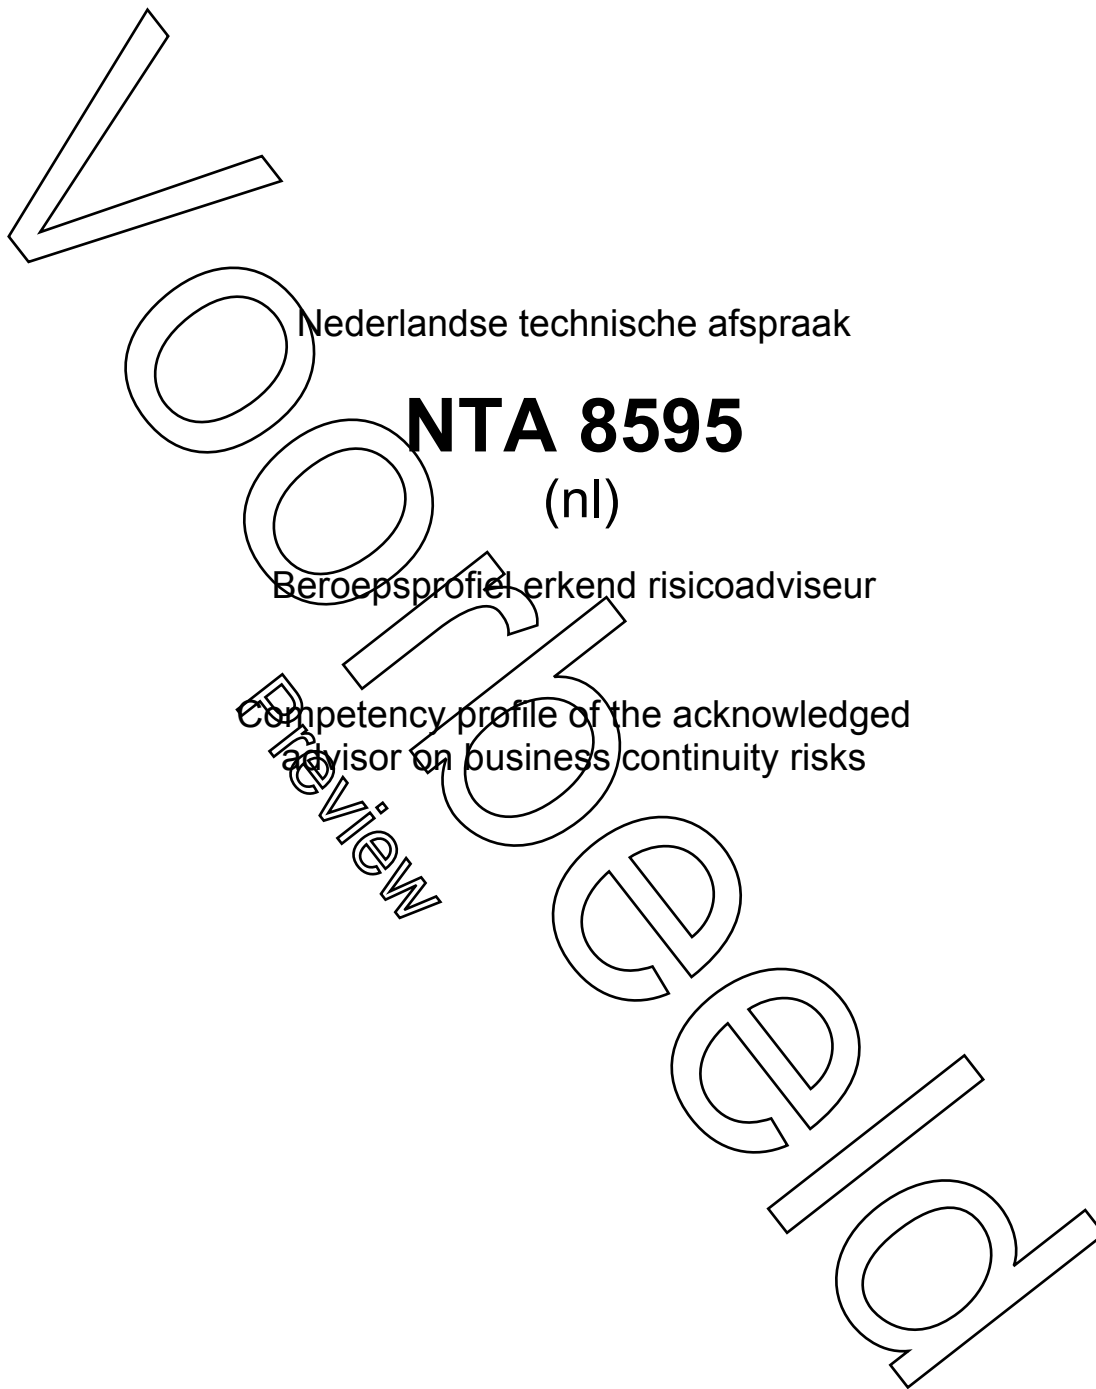 Nederlandse technische afspraak
NTA 8595
(nl)
Beroepsprofiel erkend risicoadviseur
Competency profile of the acknowledged
advisor on business continuity risks
Voorbeeld
Preview